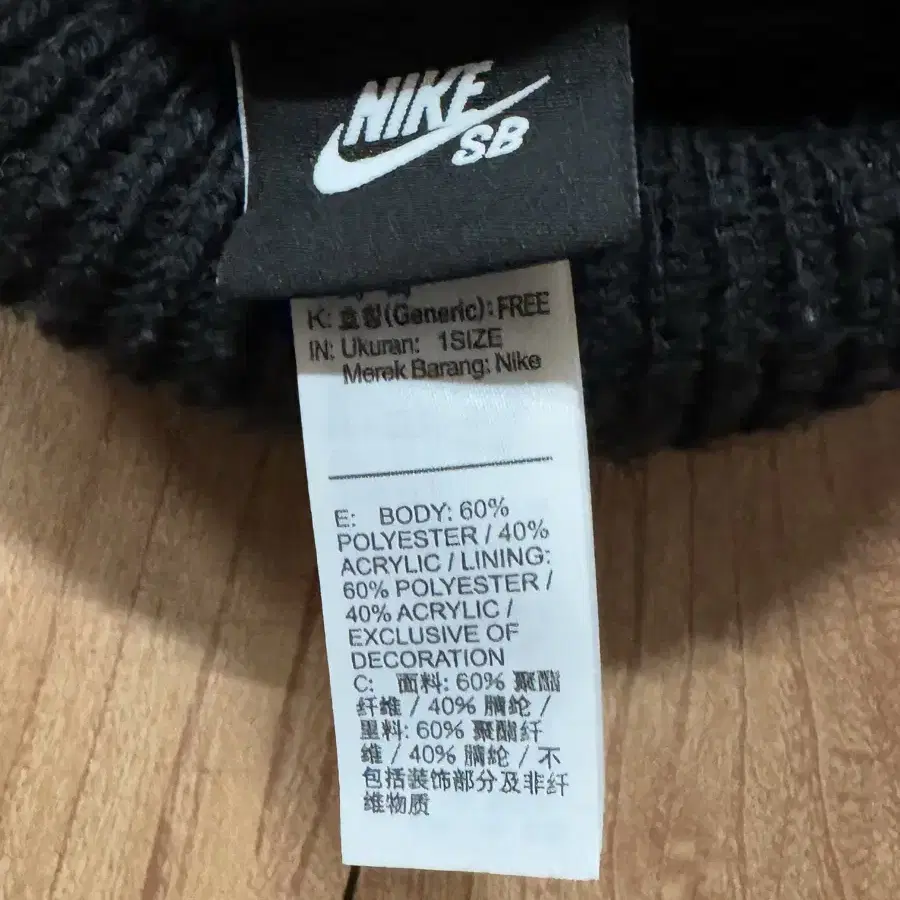 NIKE
SB
K: 호칭(Generic): FREE
IN: Ukuran: 1SIZE
Merek Barang: Nike
E: BODY: 60%
POLYESTER / 40%
ACRYLIC / LINING:
60% POLYESTER /
40% ACRYLIC /
EXCLUSIVE OF
DECORATION
C: 面料: 60% 聚酯
纤维 / 40% 腈纶 /
里料: 60% 聚酯纤
维 / 40% 腈纶 / 不
包括装饰部分及非纤
维物质